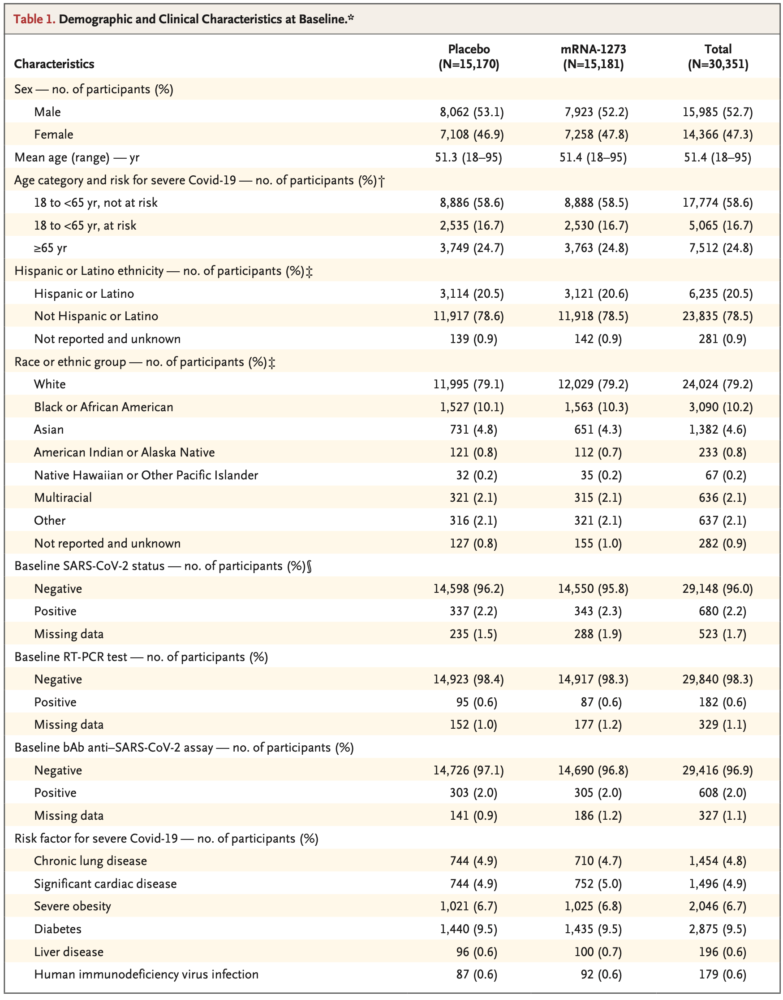 Table 1. Demographic and Clinical Characteristics at Baseline.*
Characteristics Placebo (N=15,170) mRNA-1273 (N=15,181) Total (N=30,351)
Sex — no. of participants (%)
Male 8,062 (53.1) 7,923 (52.2) 15,985 (52.7)
Female 7,108 (46.9) 7,258 (47.8) 14,366 (47.3)
Mean age (range) — yr 51.3 (18–95) 51.4 (18–95) 51.4 (18–95)
Age category and risk for severe Covid-19 — no. of participants (%)†
18 to <65 yr, not at risk 8,886 (58.6) 8,888 (58.5) 17,774 (58.6)
18 to <65 yr, at risk 2,535 (16.7) 2,530 (16.7) 5,065 (16.7)
≥65 yr 3,749 (24.7) 3,763 (24.8) 7,512 (24.8)
Hispanic or Latino ethnicity — no. of participants (%)‡
Hispanic or Latino 3,114 (20.5) 3,121 (20.6) 6,235 (20.5)
Not Hispanic or Latino 11,917 (78.6) 11,918 (78.5) 23,835 (78.5)
Not reported and unknown 139 (0.9) 142 (0.9) 281 (0.9)
Race or ethnic group — no. of participants (%)‡
White 11,995 (79.1) 12,029 (79.2) 24,024 (79.2)
Black or African American 1,527 (10.1) 1,563 (10.3) 3,090 (10.2)
Asian 731 (4.8) 651 (4.3) 1,382 (4.6)
American Indian or Alaska Native 121 (0.8) 112 (0.7) 233 (0.8)
Native Hawaiian or Other Pacific Islander 32 (0.2) 35 (0.2) 67 (0.2)
Multiracial 321 (2.1) 315 (2.1) 636 (2.1)
Other 316 (2.1) 321 (2.1) 637 (2.1)
Not reported and unknown 127 (0.8) 155 (1.0) 282 (0.9)
Baseline SARS-CoV-2 status — no. of participants (%)§
Negative 14,598 (96.2) 14,550 (95.8) 29,148 (96.0)
Positive 337 (2.2) 343 (2.3) 680 (2.2)
Missing data 235 (1.5) 288 (1.9) 523 (1.7)
Baseline RT-PCR test — no. of participants (%)
Negative 14,923 (98.4) 14,917 (98.3) 29,840 (98.3)
Positive 95 (0.6) 87 (0.6) 182 (0.6)
Missing data 152 (1.0) 177 (1.2) 329 (1.1)
Baseline bAb anti–SARS-CoV-2 assay — no. of participants (%)
Negative 14,726 (97.1) 14,690 (96.8) 29,416 (96.9)
Positive 303 (2.0) 305 (2.0) 608 (2.0)
Missing data 141 (0.9) 186 (1.2) 327 (1.1)
Risk factor for severe Covid-19 — no. of participants (%)
Chronic lung disease 744 (4.9) 710 (4.7) 1,454 (4.8)
Significant cardiac disease 744 (4.9) 752 (5.0) 1,496 (4.9)
Severe obesity 1,021 (6.7) 1,025 (6.8) 2,046 (6.7)
Diabetes 1,440 (9.5) 1,435 (9.5) 2,875 (9.5)
Liver disease 96 (0.6) 100 (0.7) 196 (0.6)
Human immunodeficiency virus infection 87 (0.6) 92 (0.6) 179 (0.6)